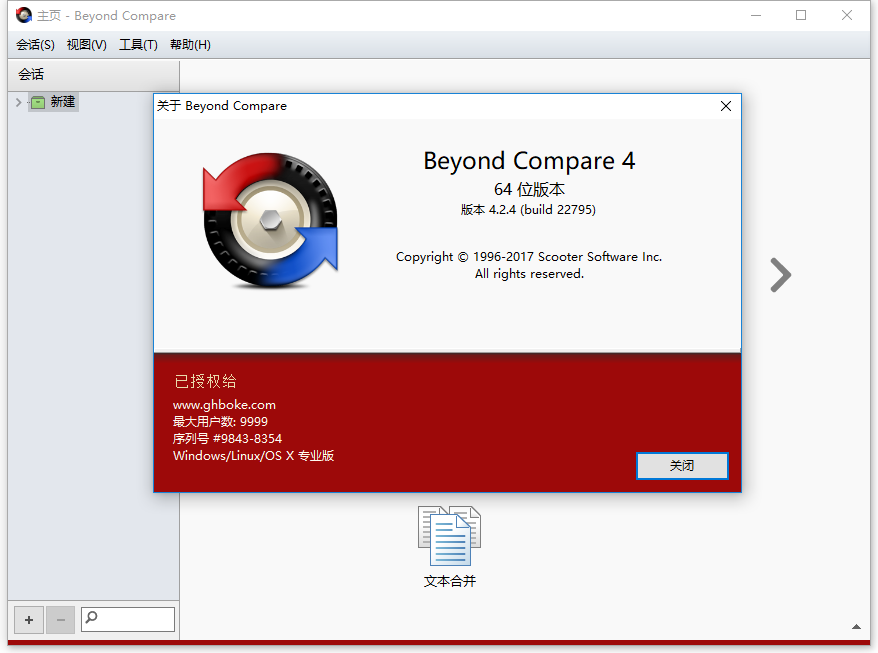 主页 - Beyond Compare
会话(S) 视图(V) 工具(T) 帮助(H)
会话
新建
关于 Beyond Compare
Beyond Compare 4
64 位版本
版本 4.2.4 (build 22795)
Copyright © 1996-2017 Scooter Software Inc.
All rights reserved.
已授权给
www.ghboke.com
最大用户数: 9999
序列号 #9843-8354
Windows/Linux/OS X 专业版
关闭
文本合并